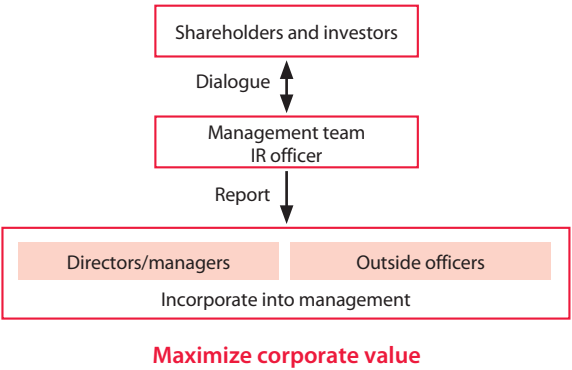 Shareholders and investors
Dialogue
Management team
IR officer
Report
Directors/managers
Outside officers
Incorporate into management
Maximize corporate value